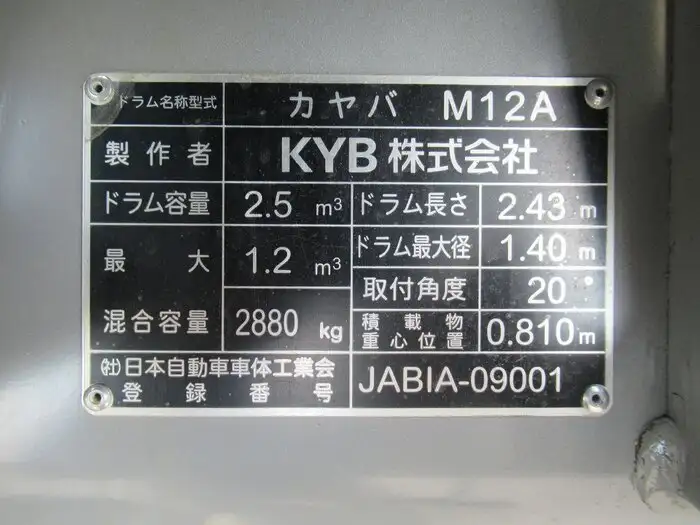 ドラム名称型式 カヤバ M12A
製作者 KYB株式会社
ドラム容量 2.5 m³ ドラム長さ 2.43 m
最大 1.2 m³ ドラム最大径 1.40 m
取付角度 20°
混合容量 2880 kg 積載物重心位置 0.810m
㈳日本自動車車体工業会
登録番号 JABIA-09001